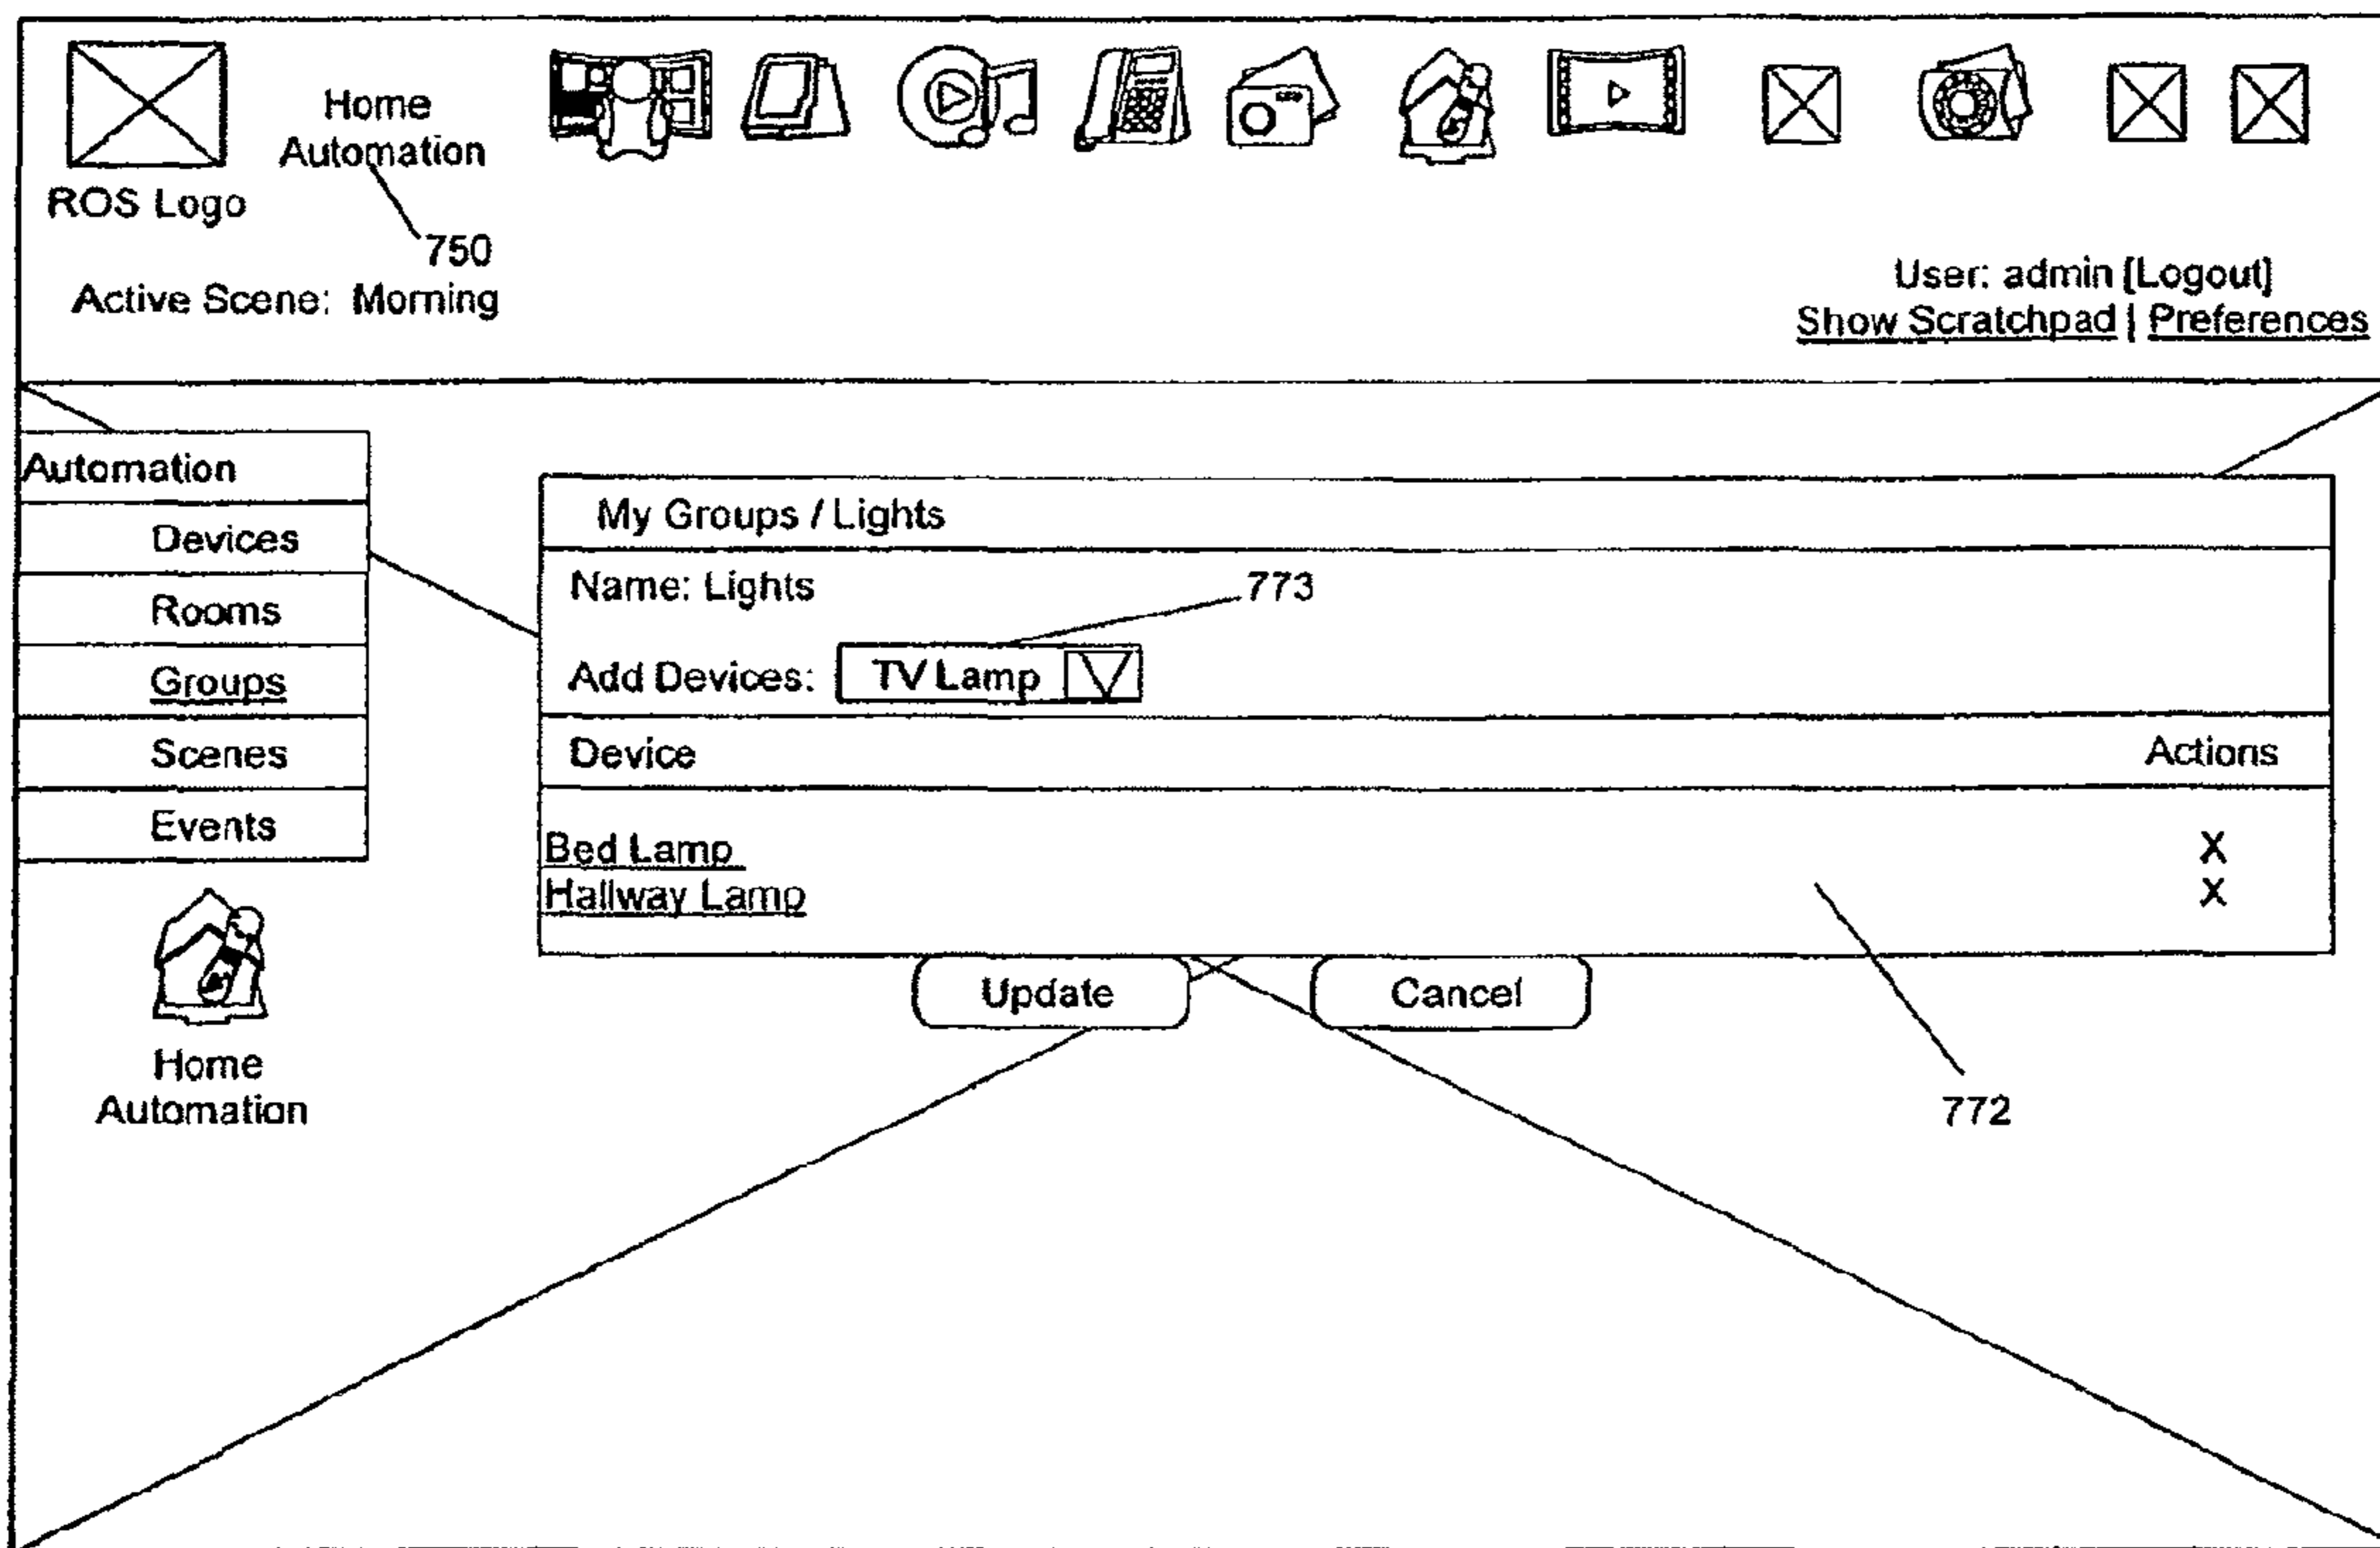 Home
Automation
ROS Logo
750
Active Scene: Morning
User: admin [Logout]
Show Scratchpad | Preferences
Automation
Devices
Rooms
Groups
Scenes
Events
Home
Automation
My Groups / Lights
Name: Lights
773
Add Devices: TV Lamp
Device Actions
Bed Lamp X
Hallway Lamp X
Update Cancel
772